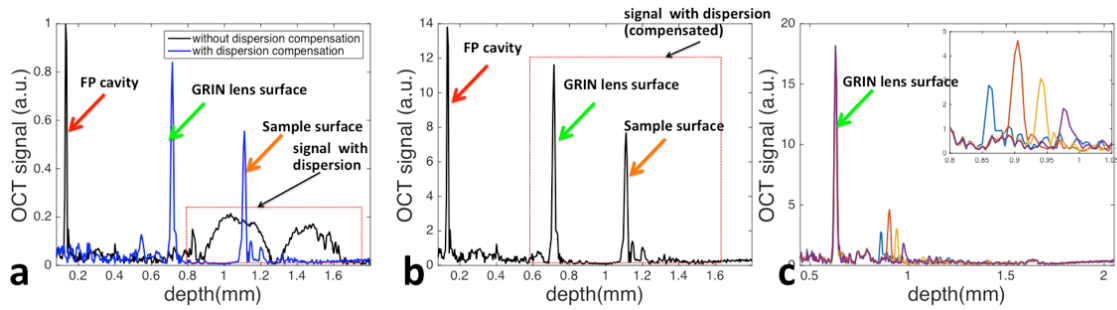 1
0.8
0.6
0.4
0.2
0
OCT signal (a.u.)
without dispersion compensation
with dispersion compensation
FP cavity
GRIN lens surface
Sample surface
signal with
dispersion
0.2 0.4 0.6 0.8 1.0 1.2 1.4 1.6
depth(mm)
a
14
12
10
8
6
4
2
0
OCT signal (a.u.)
signal with dispersion
(compensated)
FP cavity
GRIN lens surface
Sample surface
0.2 0.4 0.6 0.8 1.0 1.2 1.4 1.6
depth(mm)
b
20
15
10
5
0
OCT signal (a.u.)
GRIN lens surface
5
4
3
2
1
0
0.8 0.85 0.9 0.95 1 1.05
0.5 1 1.5 2
depth(mm)
c